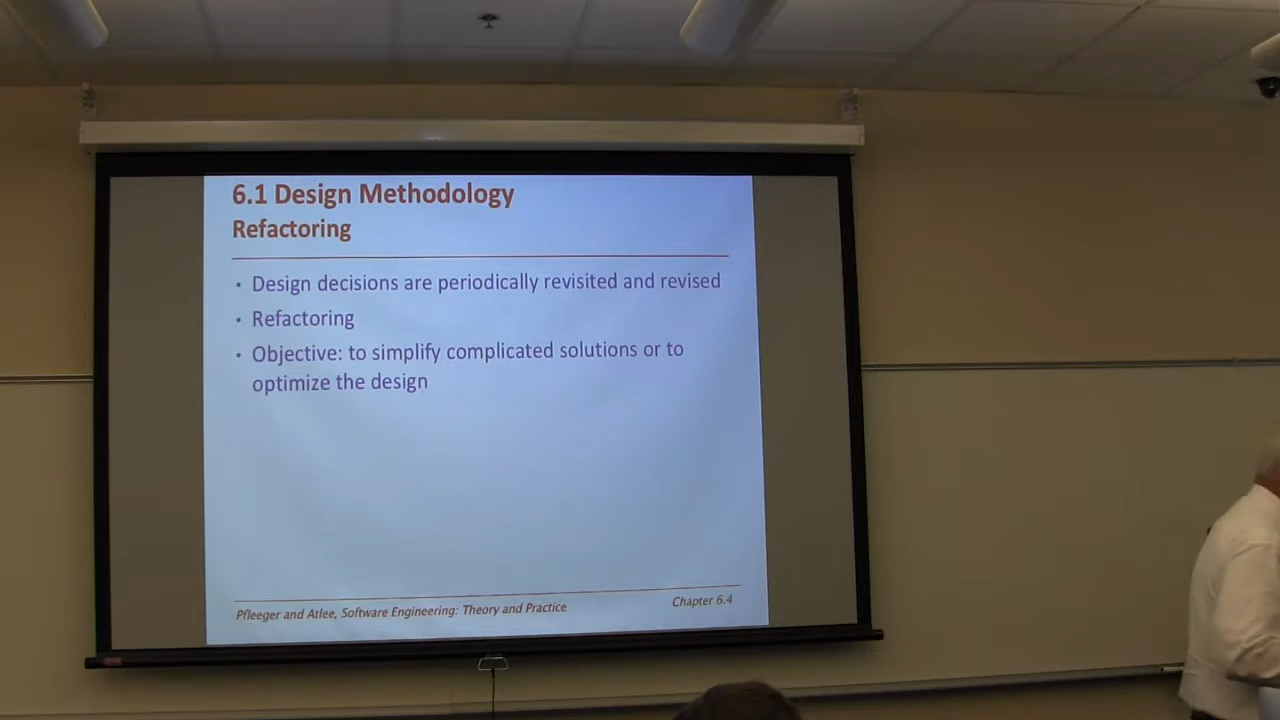 6.1 Design Methodology
Refactoring
• Design decisions are periodically revisited and revised
• Refactoring
• Objective: to simplify complicated solutions or to
optimize the design
Pfleeger and Atlee, Software Engineering: Theory and Practice
Chapter 6.4